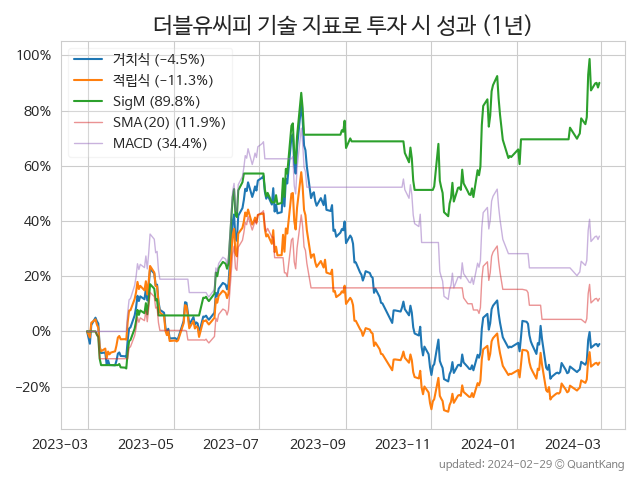 더블유씨피 기술 지표로 투자 시 성과 (1년)
거치식 (−4.5%)
적립식 (−11.3%)
SigM (89.8%)
SMA(20) (11.9%)
MACD (34.4%)
100%
80%
60%
40%
20%
0%
−20%
2023-03 2023-05 2023-07 2023-09 2023-11 2024-01 2024-03
updated: 2024-02-29 © QuantKang